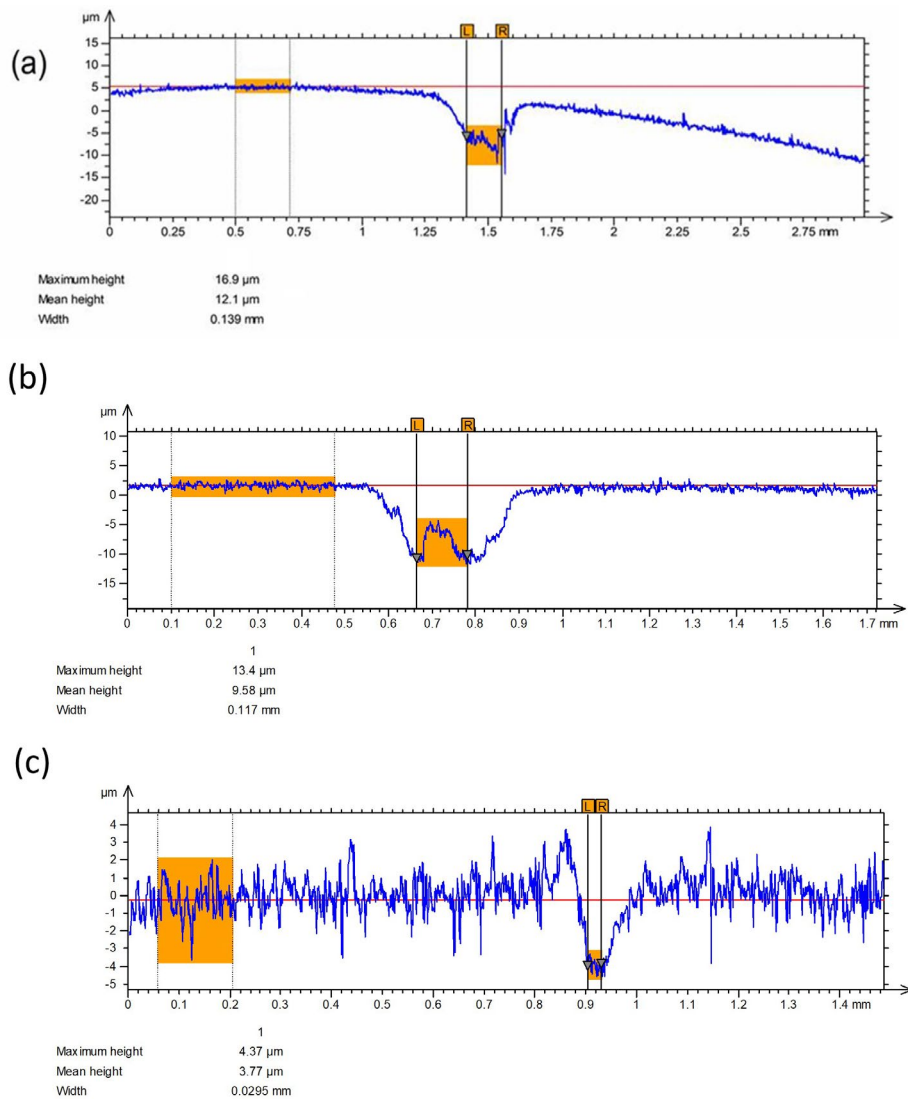 (a)
µm
L R
15
10
5
0
-5
-10
-15
-20
0 0.25 0.5 0.75 1 1.25 1.5 1.75 2 2.25 2.5 2.75 mm
Maximum height 16.9 µm
Mean height 12.1 µm
Width 0.139 mm
(b)
µm
L R
10
5
0
-5
-10
-15
0 0.1 0.2 0.3 0.4 0.5 0.6 0.7 0.8 0.9 1 1.1 1.2 1.3 1.4 1.5 1.6 1.7 mm
1
Maximum height 13.4 µm
Mean height 9.58 µm
Width 0.117 mm
(c)
µm
L R
4
3
2
1
0
-1
-2
-3
-4
-5
0 0.1 0.2 0.3 0.4 0.5 0.6 0.7 0.8 0.9 1 1.1 1.2 1.3 1.4 mm
1
Maximum height 4.37 µm
Mean height 3.77 µm
Width 0.0295 mm